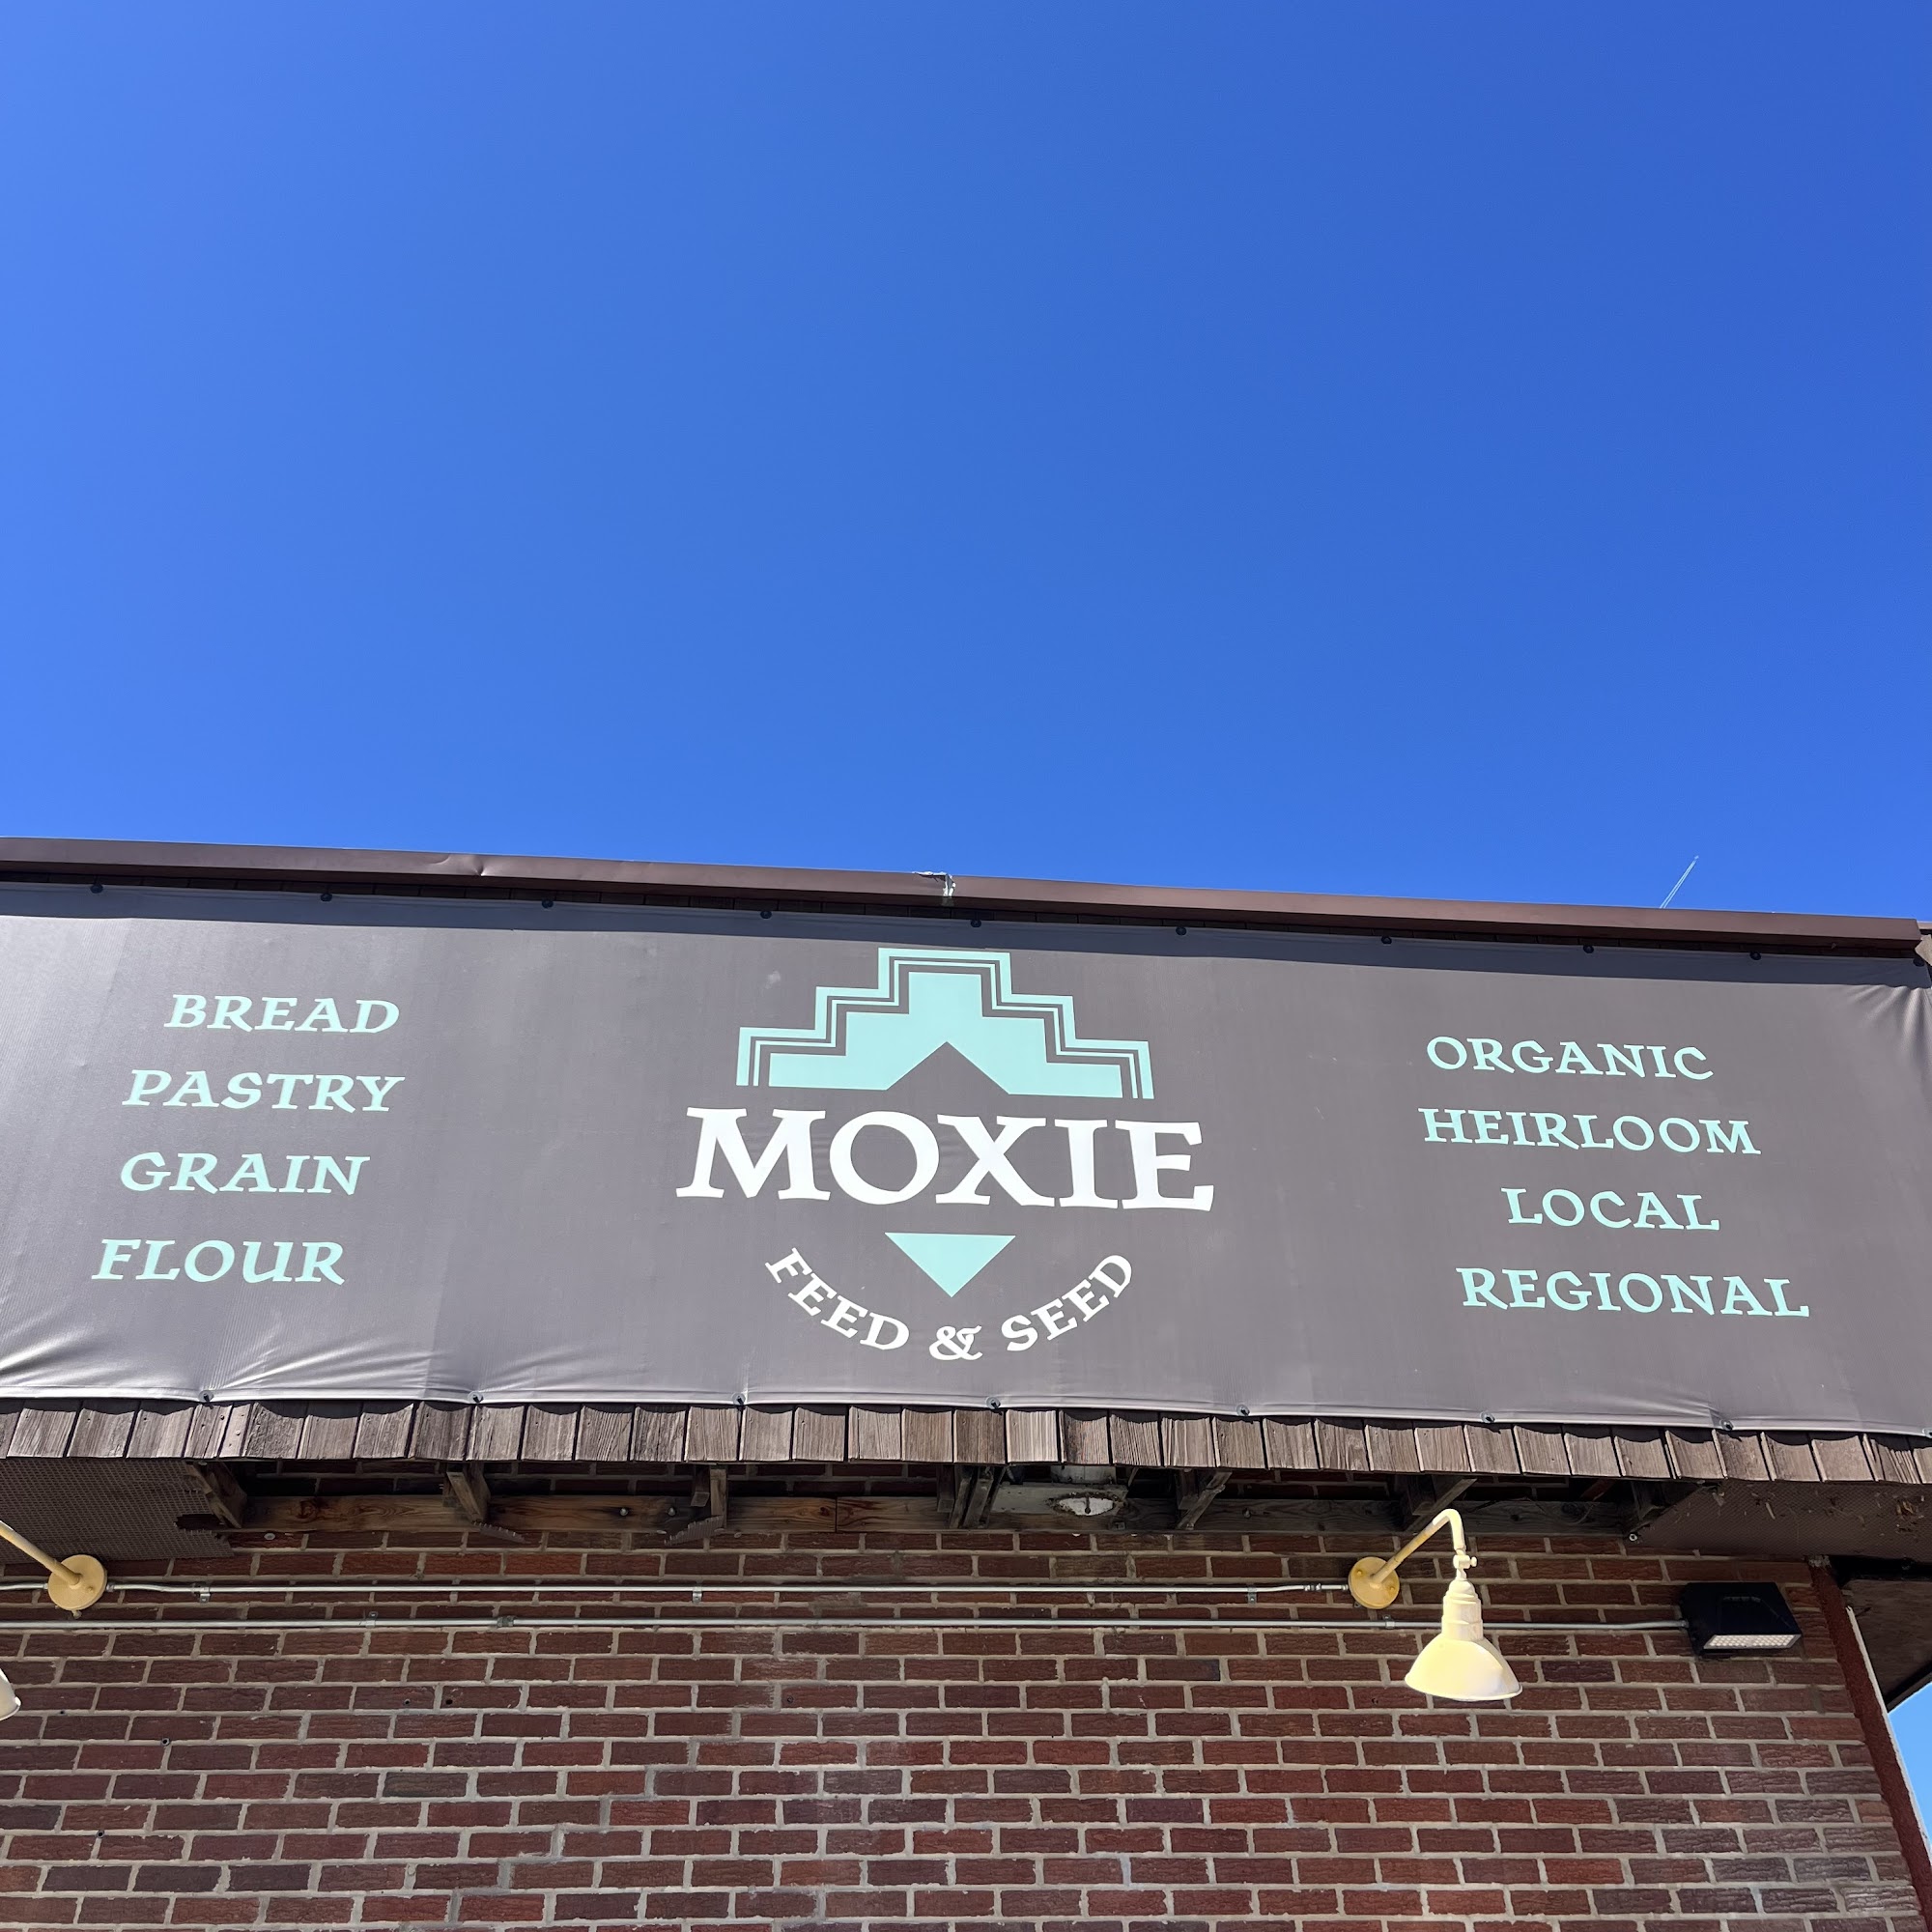 BREAD
PASTRY
GRAIN
FLOUR
MOXIE
FEED & SEED
ORGANIC
HEIRLOOM
LOCAL
REGIONAL